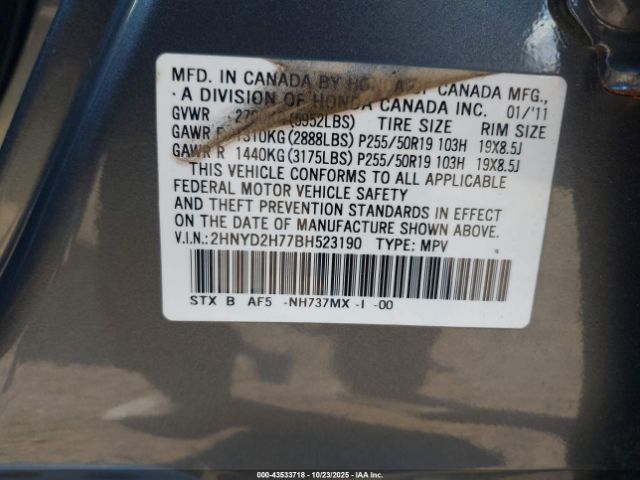 MFD. IN CANADA BY CANADA MFG.,
A DIVISION OF HONDA CANADA INC. 01/'11
GVWR (5952LBS) TIRE SIZE RIM SIZE
GAWR F 1310KG (2888LBS) P255/50R19 103H 19X8.5J
GAWR R 1440KG (3175LBS) P255/50R19 103H 19X8.5J
THIS VEHICLE CONFORMS TO ALL APPLICABLE
FEDERAL MOTOR VEHICLE SAFETY
AND THEFT PREVENTION STANDARDS IN EFFECT
ON THE DATE OF MANUFACTURE SHOWN ABOVE.
V.I.N.: 2HNYD2H77BH523190 TYPE: MPV
STX B AF5 -NH737MX -I -00
000-43533718 - 10/23/2025 - IAA, Inc.